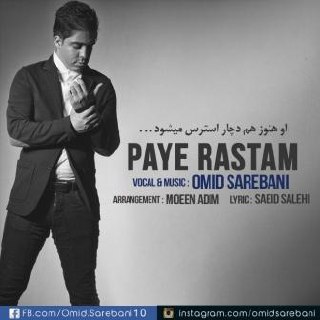 او هنوز هم دچار استرس میشود...
PAYE RASTAM
VOCAL & MUSIC : OMID SAREBANI
ARRANGEMENT : MOEEN ADIM LYRIC : SAEID SALEHI
FB.com/Omid.Sarebani10 Instagram.com/omidsarebani